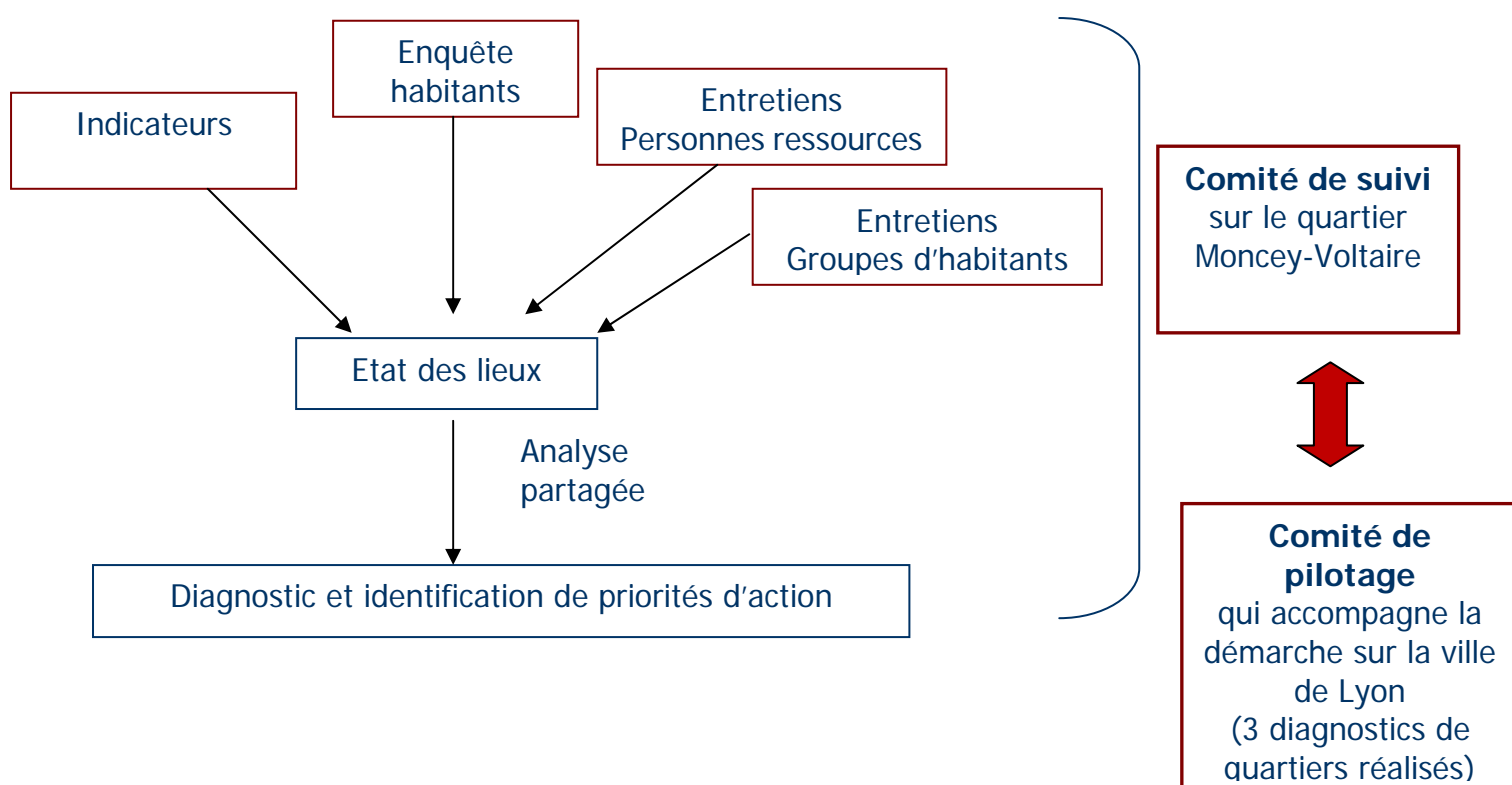 Indicateurs
Enquête
habitants
Entretiens
Personnes ressources
Entretiens
Groupes d'habitants
Etat des lieux
Analyse
partagée
Diagnostic et identification de priorités d'action
Comité de suivi
sur le quartier
Moncey-Voltaire
Comité de
pilotage
qui accompagne la
démarche sur la ville
de Lyon
(3 diagnostics de
quartiers réalisés)